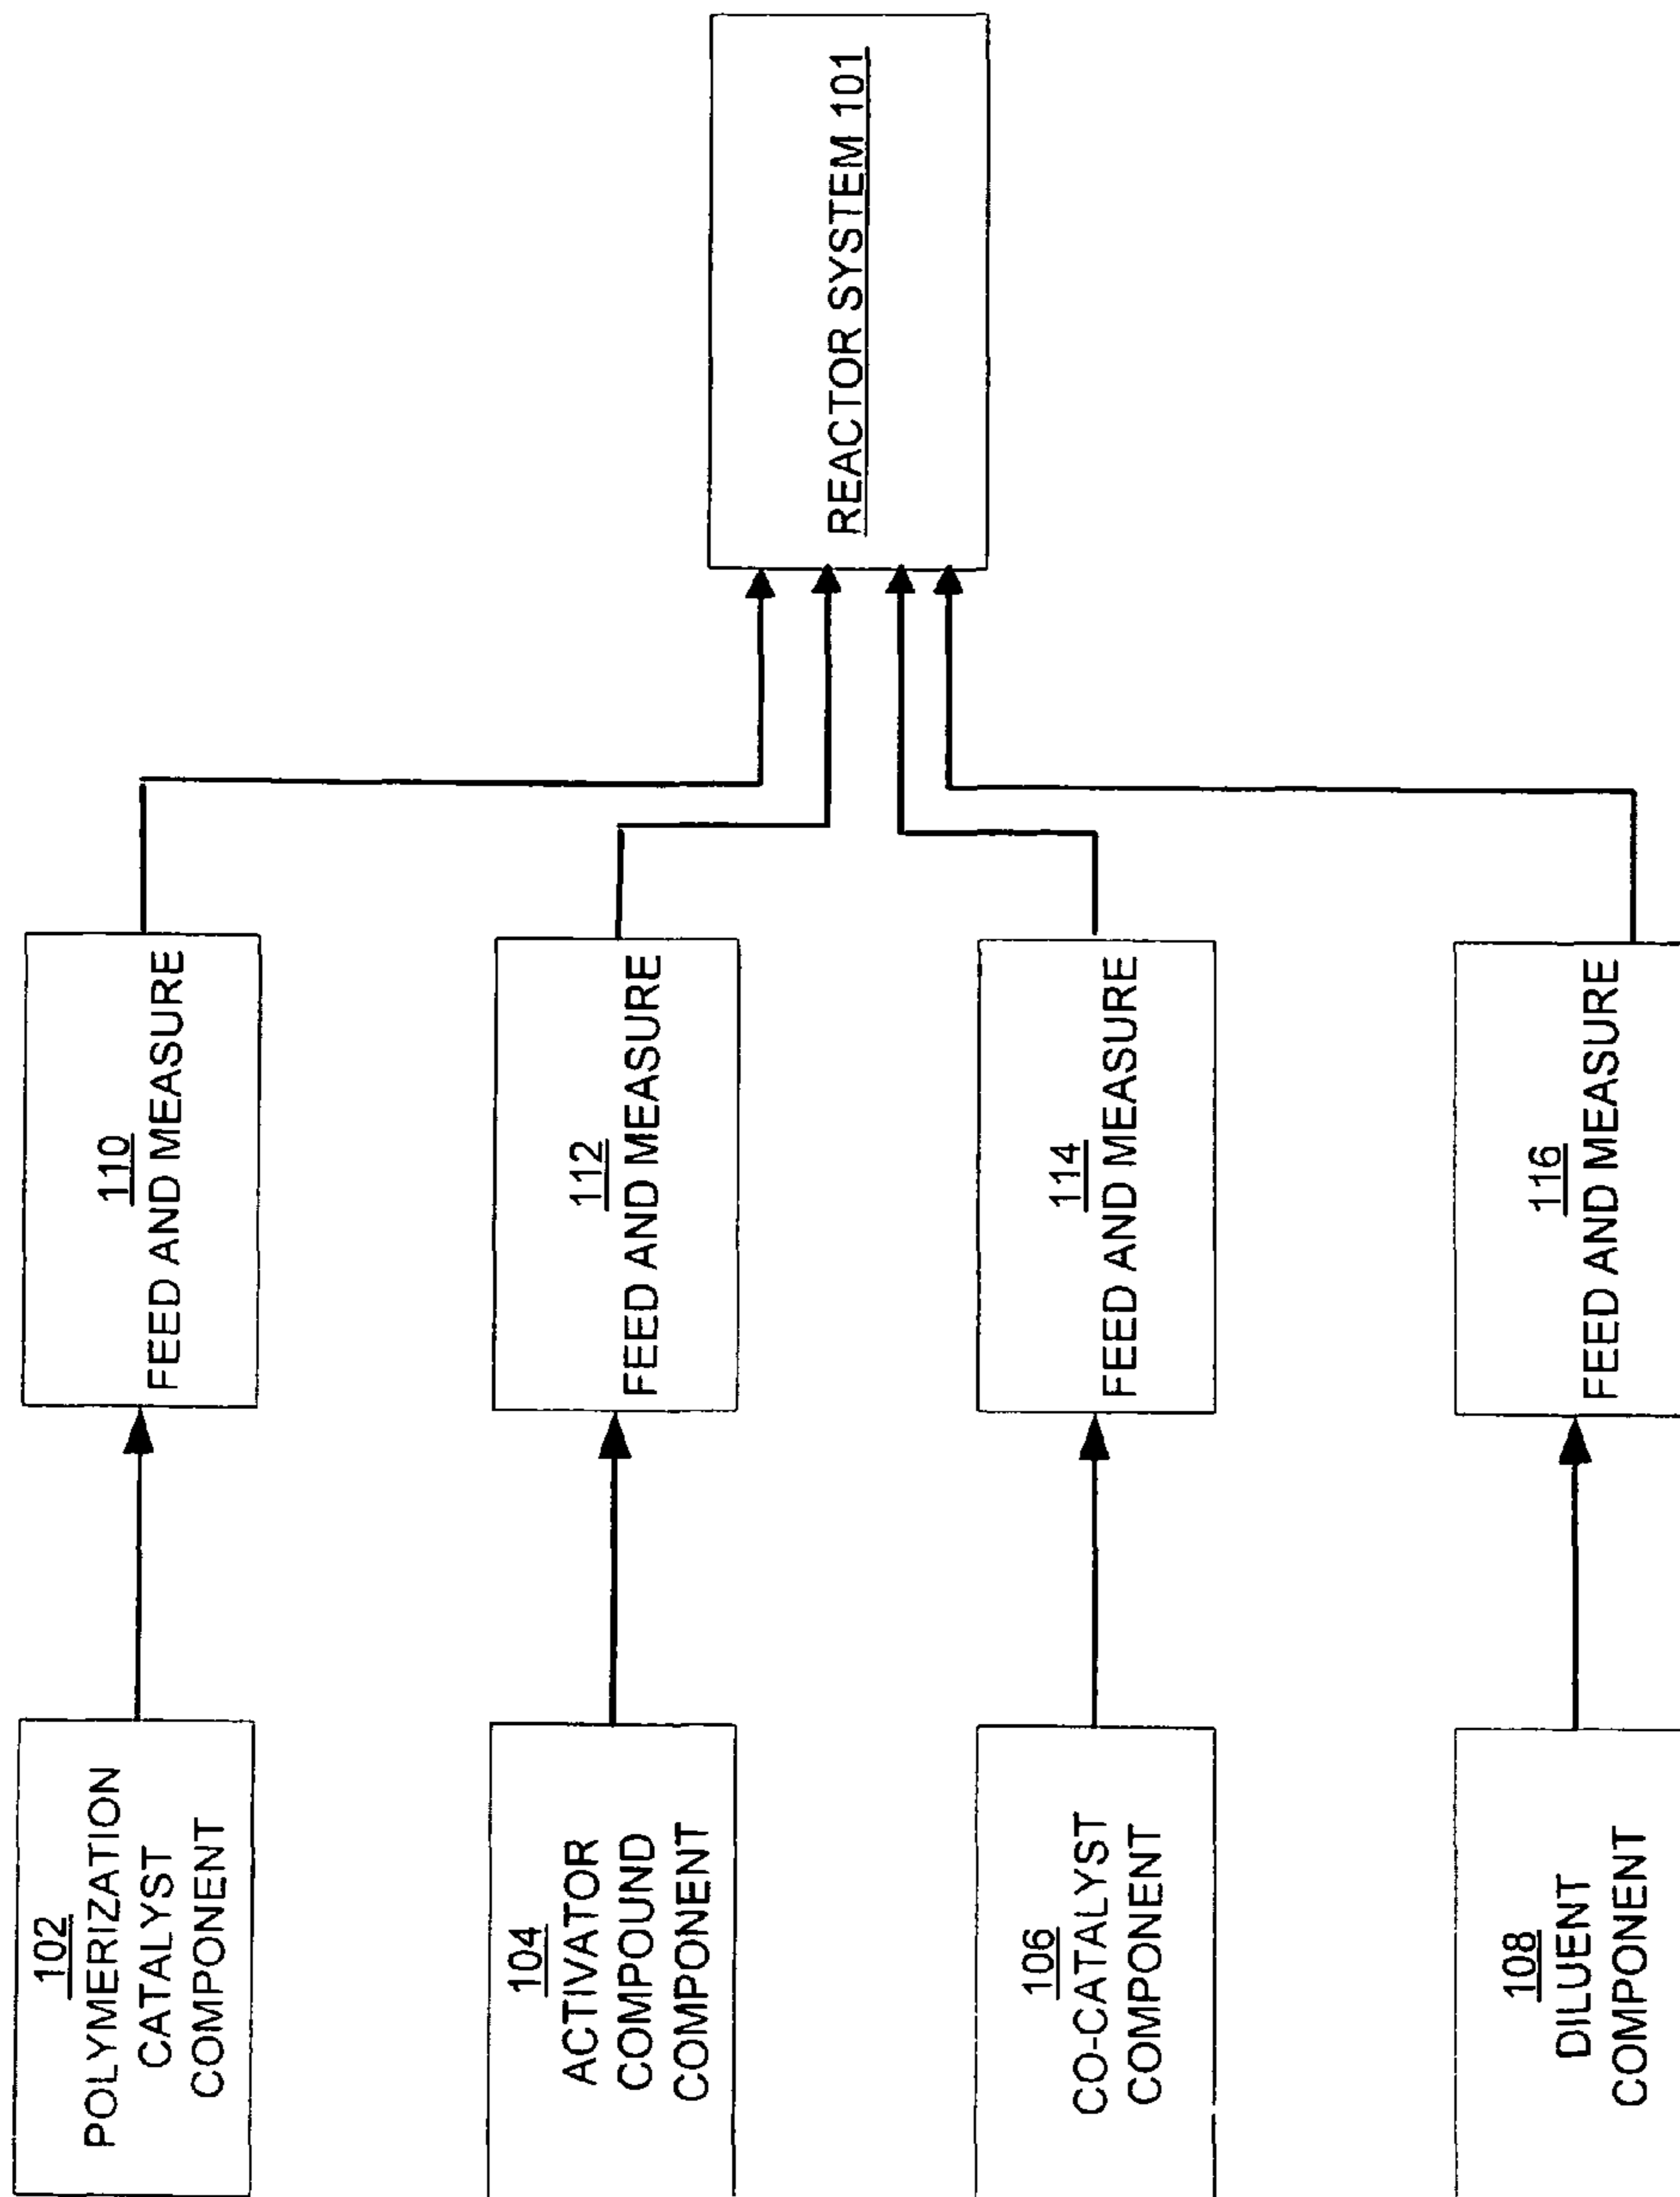 102
POLYMERIZATION
CATALYST
COMPONENT
110
FEED AND MEASURE
104
ACTIVATOR
COMPOUND
COMPONENT
112
FEED AND MEASURE
REACTOR SYSTEM 101
106
CO-CATALYST
COMPONENT
114
FEED AND MEASURE
108
DILUENT
COMPONENT
116
FEED AND MEASURE